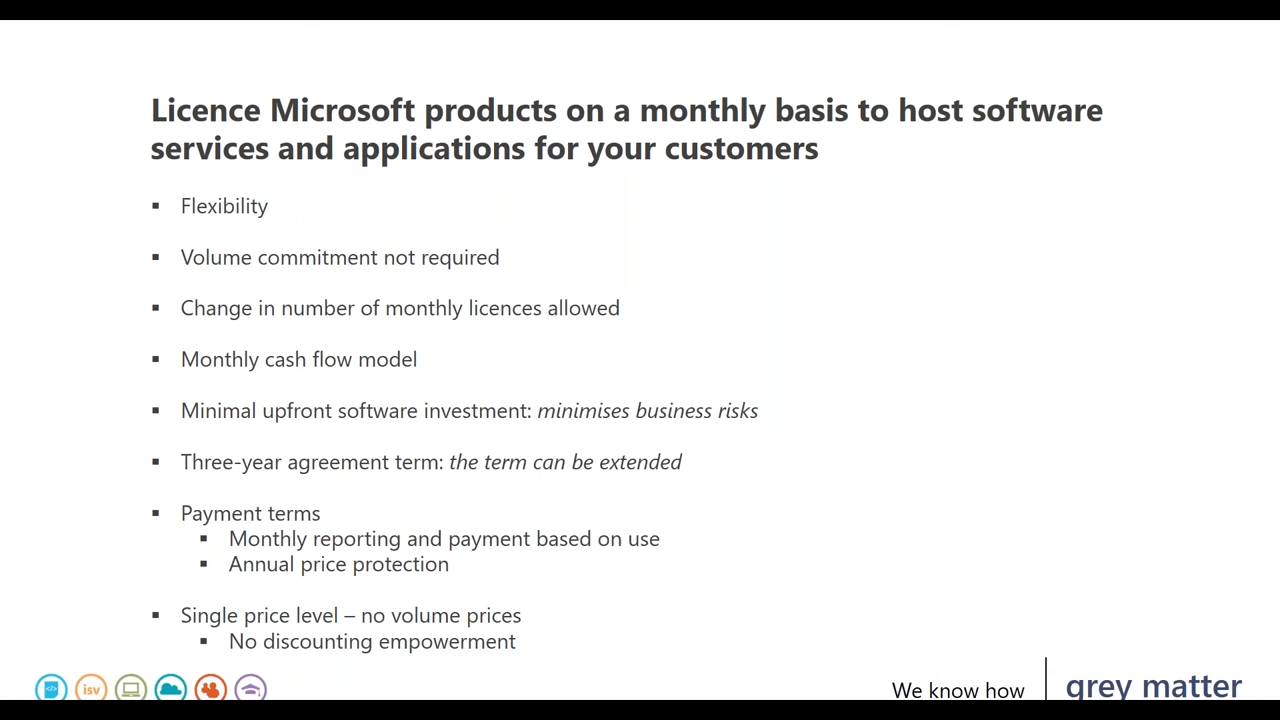 Licence Microsoft products on a monthly basis to host software
services and applications for your customers
▪ Flexibility
▪ Volume commitment not required
▪ Change in number of monthly licences allowed
▪ Monthly cash flow model
▪ Minimal upfront software investment: minimises business risks
▪ Three-year agreement term: the term can be extended
▪ Payment terms
▪ Monthly reporting and payment based on use
▪ Annual price protection
▪ Single price level – no volume prices
▪ No discounting empowerment
</> isv
We know how
grey matter